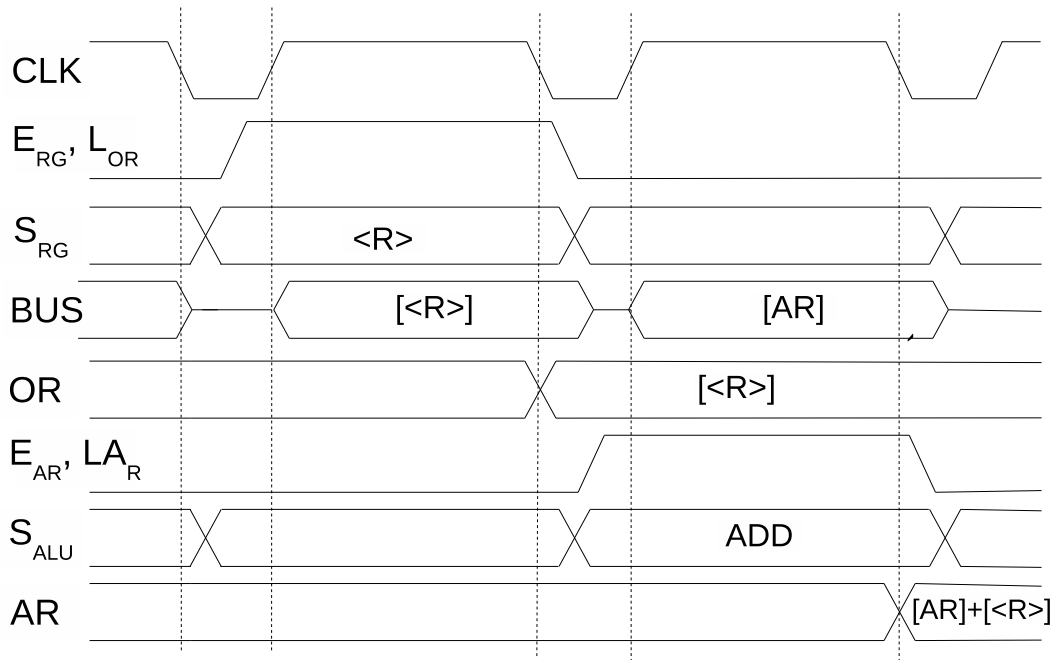 CLK
E_RG, L_OR
S_RG <R>
BUS [<R>] [AR]
OR [<R>]
E_AR, LA_R
S_ALU ADD
AR [AR]+[<R>]